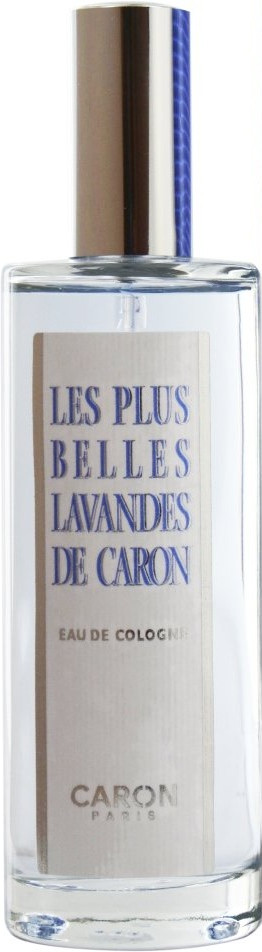 LES PLUS
BELLES
LAVANDES
DE CARON
EAU DE COLOGNE
CARON
PARIS